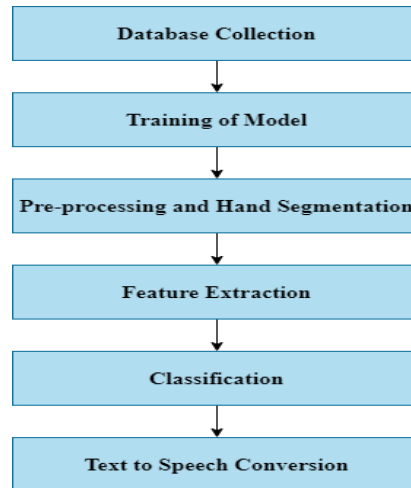 Database Collection
Training of Model
Pre-processing and Hand Segmentation
Feature Extraction
Classification
Text to Speech Conversion